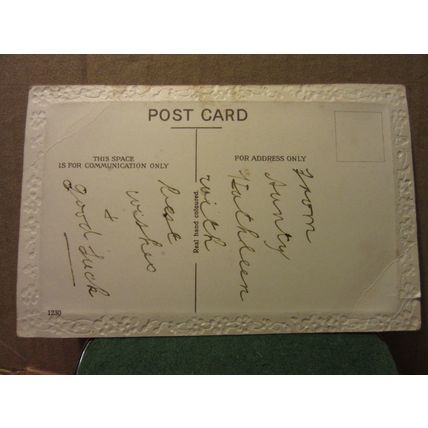 POST CARD
THIS SPACE
IS FOR COMMUNICATION ONLY
FOR ADDRESS ONLY
Real hand coloured.
1230
From
Aunty
Kathleen
with
best
wishes
&
good luck